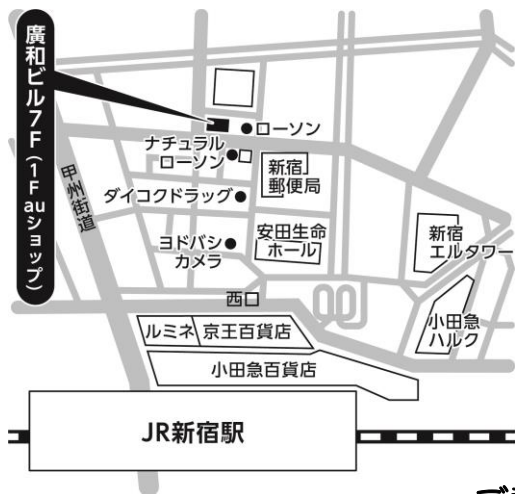 廣和ビル7F(1F auショップ)
ローソン
ナチュラル
ローソン
新宿
郵便局
甲州街道
ダイコクドラッグ
ヨドバシ
カメラ
安田生命
ホール
新宿
エルタワー
西口
小田急
ハルク
ルミネ
京王百貨店
小田急百貨店
JR新宿駅